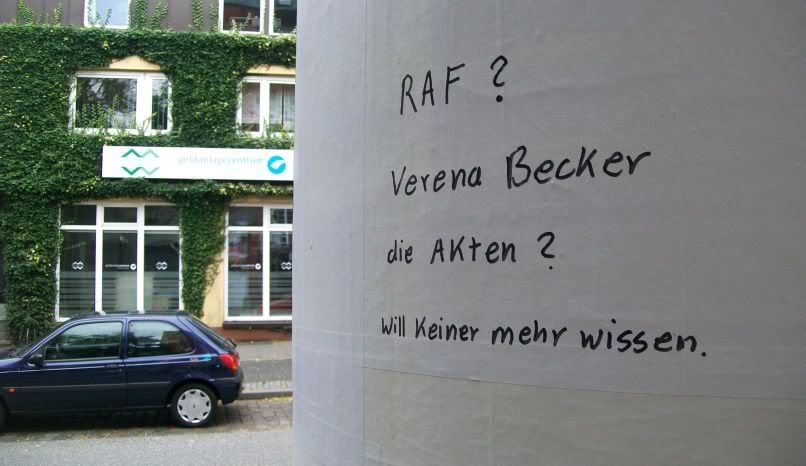 geldanlagecentrum
RAF ?
Verena Becker
die Akten ?
Will Keiner mehr wissen.